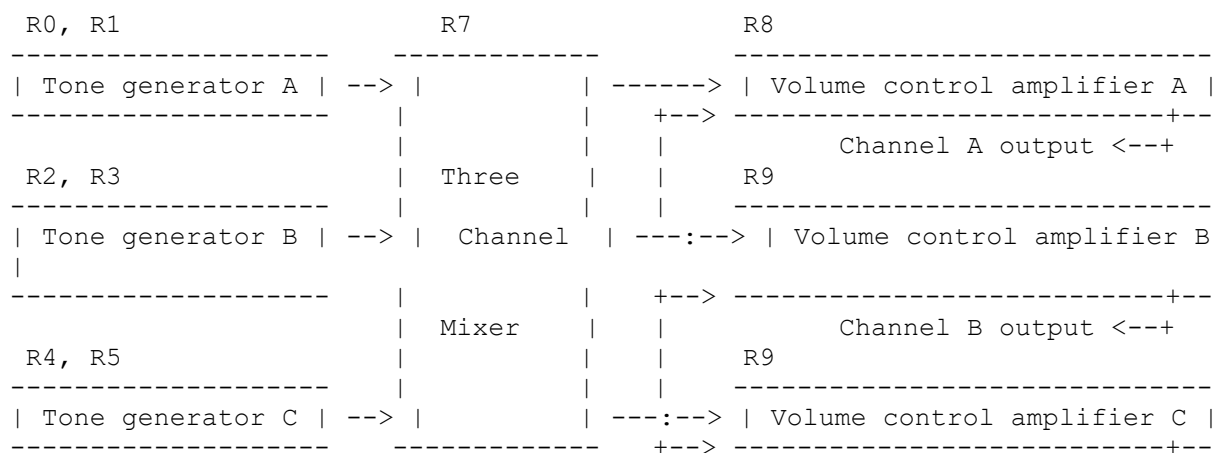 R0, R1                    R7                 R8
--------------------    -------------        ------------------------------
| Tone generator A | --> |          | ------> | Volume control amplifier A |
--------------------    |           |   +--> ---------------------------+--
                        |           |   |          Channel A output <--+
R2, R3                  |  Three    |   |    R9
--------------------    |           |   |    ------------------------------
| Tone generator B | --> |  Channel  | ---:--> | Volume control amplifier B
|
--------------------    |           |   +--> ---------------------------+--
                        |  Mixer    |   |          Channel B output <--+
R4, R5                  |           |   |    R9
--------------------    |           |   |    ------------------------------
| Tone generator C | --> |          | ---:--> | Volume control amplifier C |
--------------------    -------------   +--> ---------------------------+--